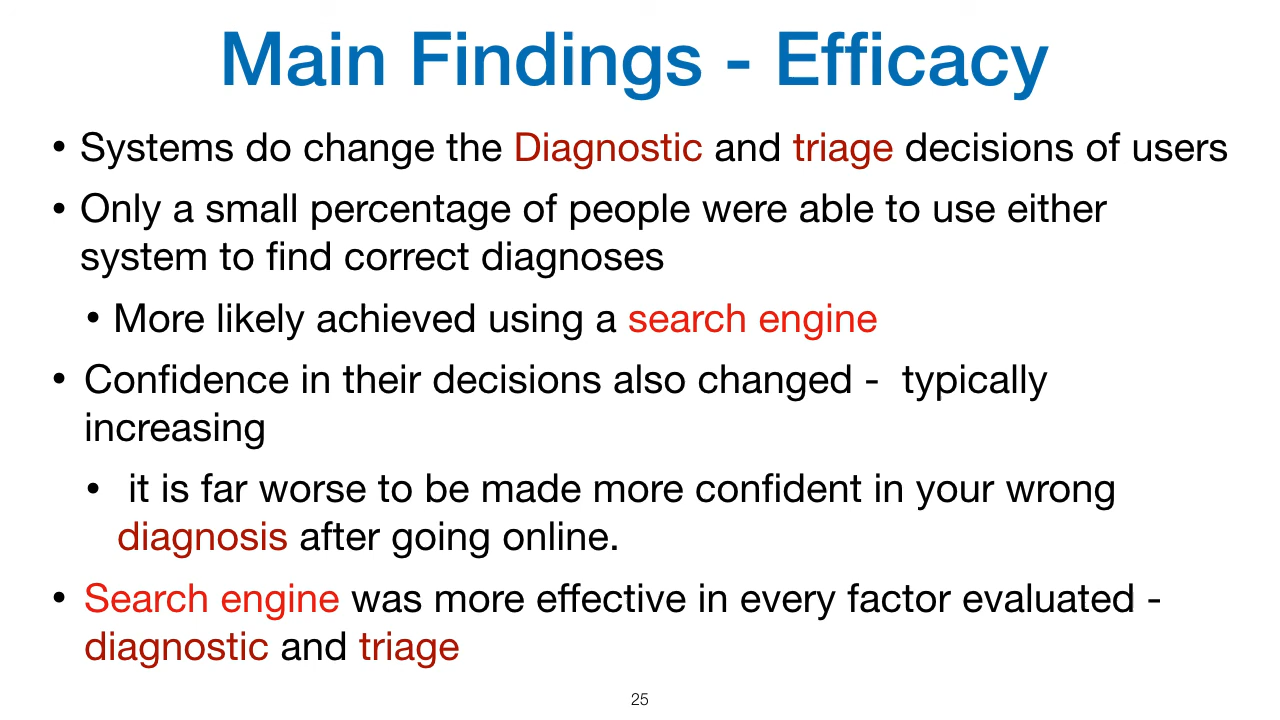 Main Findings - Efficacy
• Systems do change the Diagnostic and triage decisions of users
• Only a small percentage of people were able to use either
system to find correct diagnoses
• More likely achieved using a search engine
• Confidence in their decisions also changed -  typically
increasing
•  it is far worse to be made more confident in your wrong
diagnosis after going online.
• Search engine was more effective in every factor evaluated -
diagnostic and triage
25